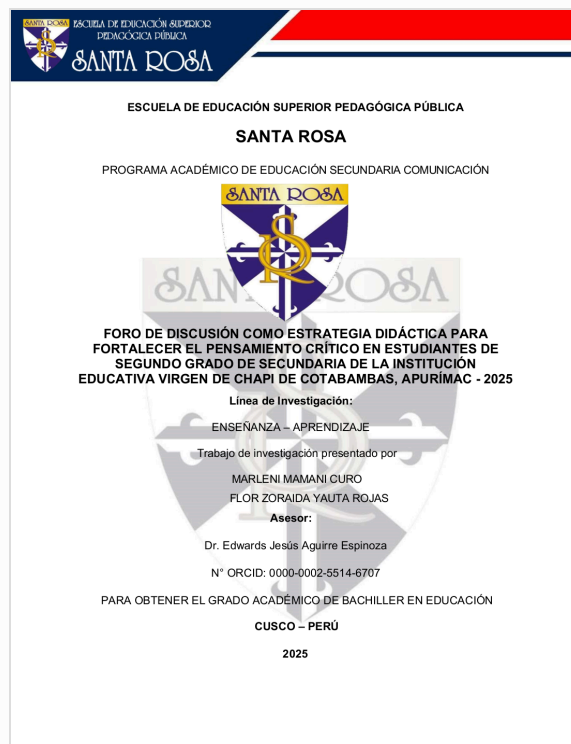 SANTA ROSA
ESCUELA DE EDUCACIÓN SUPERIOR
PEDAGÓGICA PÚBLICA
SANTA ROSA
ESCUELA DE EDUCACIÓN SUPERIOR PEDAGÓGICA PÚBLICA
SANTA ROSA
PROGRAMA ACADÉMICO DE EDUCACIÓN SECUNDARIA COMUNICACIÓN
SANTA ROSA
SR
SANTA ROSA
FORO DE DISCUSIÓN COMO ESTRATEGIA DIDÁCTICA PARA
FORTALECER EL PENSAMIENTO CRÍTICO EN ESTUDIANTES DE
SEGUNDO GRADO DE SECUNDARIA DE LA INSTITUCIÓN
EDUCATIVA VIRGEN DE CHAPI DE COTABAMBAS, APURÍMAC - 2025
Línea de Investigación:
ENSEÑANZA – APRENDIZAJE
Trabajo de investigación presentado por
MARLENI MAMANI CURO
FLOR ZORAIDA YAUTA ROJAS
Asesor:
Dr. Edwards Jesús Aguirre Espinoza
N° ORCID: 0000-0002-5514-6707
PARA OBTENER EL GRADO ACADÉMICO DE BACHILLER EN EDUCACIÓN
CUSCO – PERÚ
2025